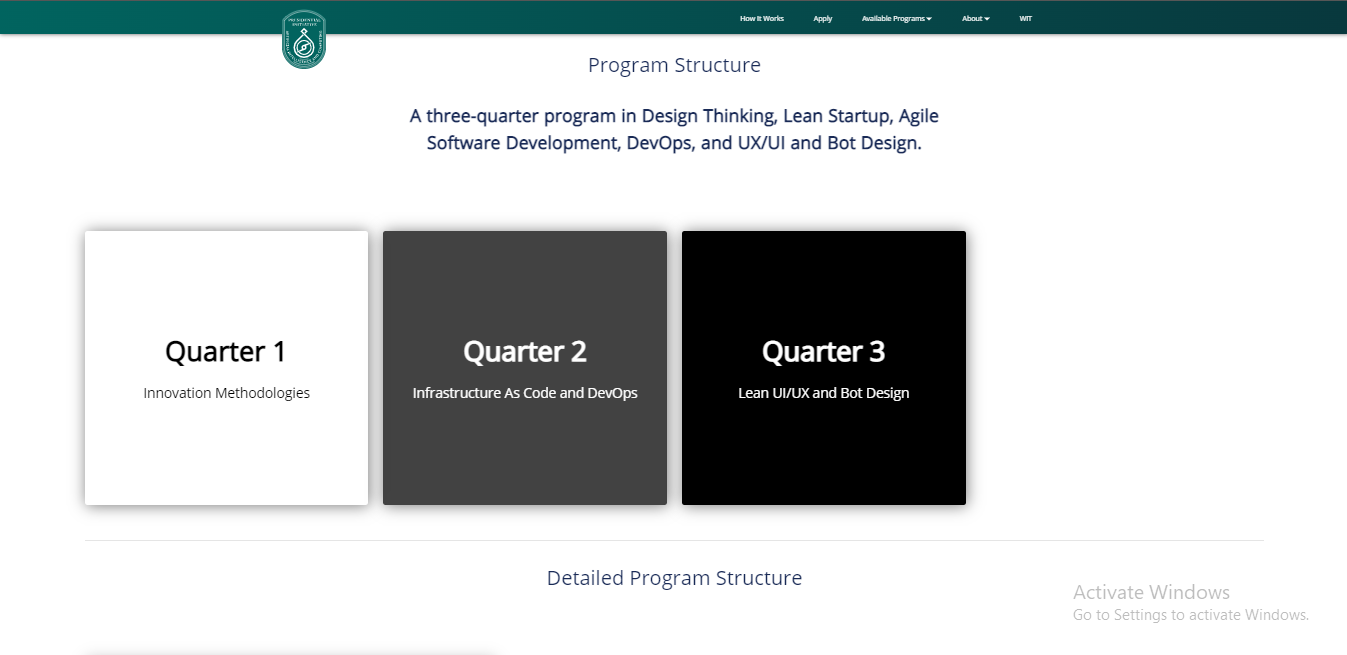 How It Works Apply Available Programs About WIT
PRESIDENTIAL
INITIATIVE
Program Structure
A three-quarter program in Design Thinking, Lean Startup, Agile
Software Development, DevOps, and UX/UI and Bot Design.
Quarter 1
Innovation Methodologies
Quarter 2
Infrastructure As Code and DevOps
Quarter 3
Lean UI/UX and Bot Design
Detailed Program Structure
Activate Windows
Go to Settings to activate Windows.